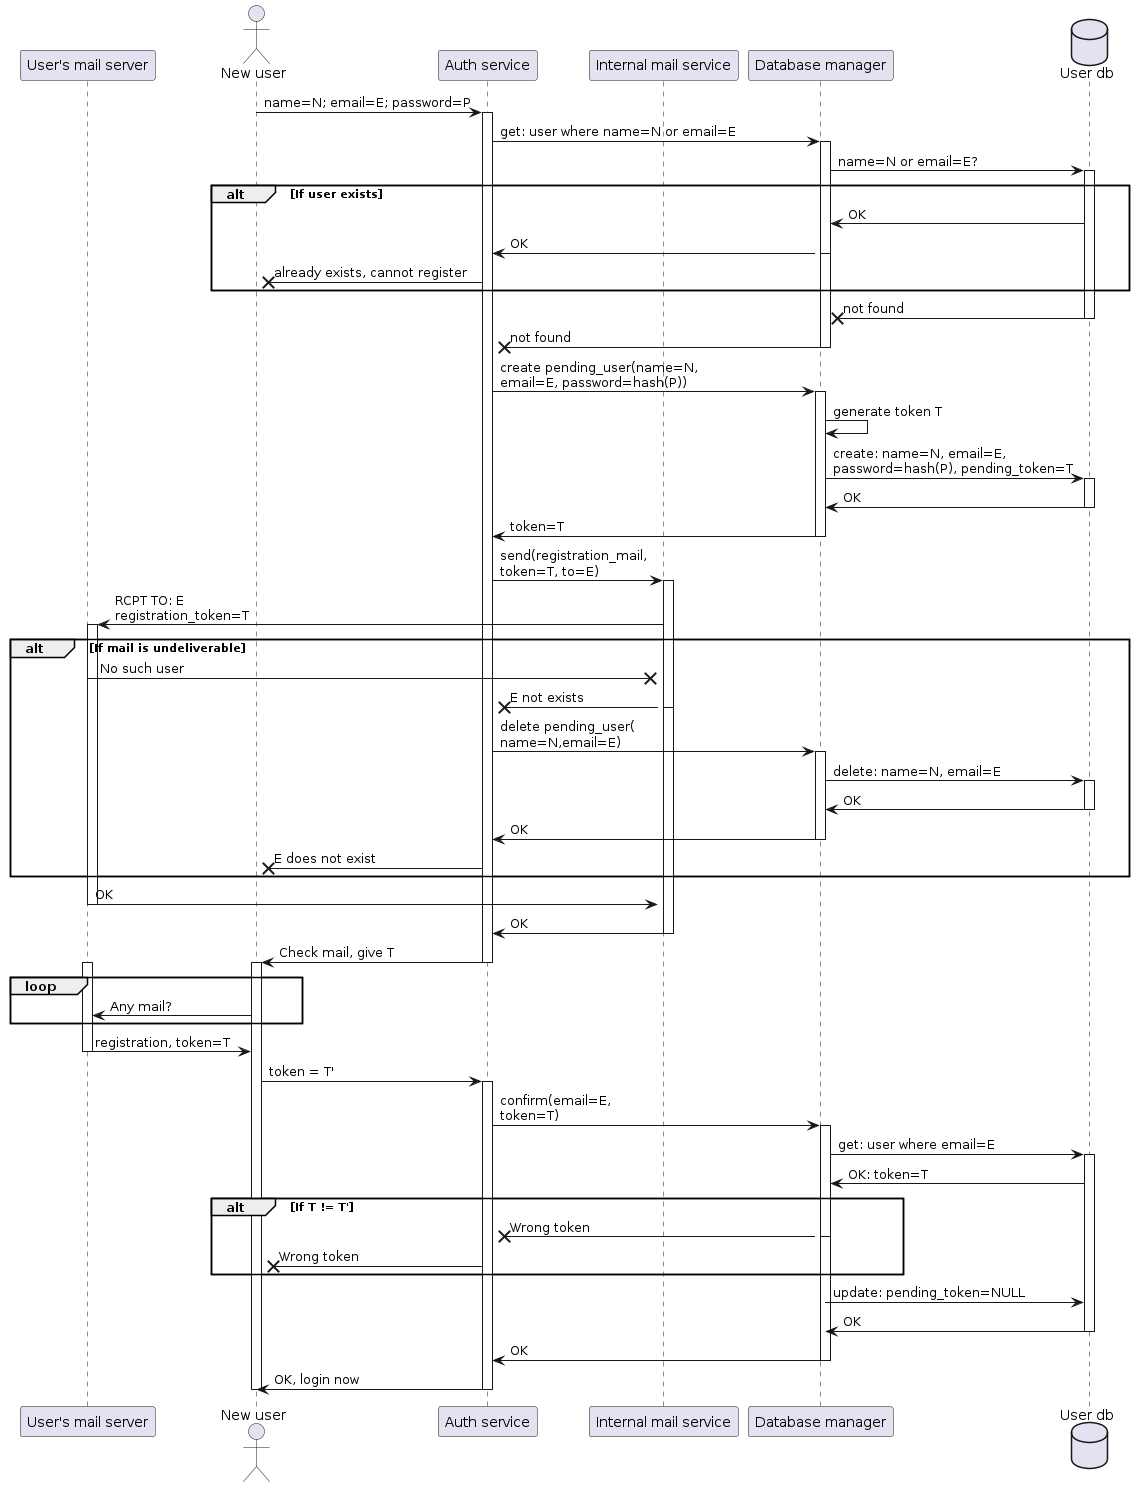 User's mail server
New user
Auth service
Internal mail service
Database manager
User db
name=N; email=E; password=P
get: user where name=N or email=E
name=N or email=E?
alt [If user exists]
OK
OK
already exists, cannot register
not found
not found
create pending_user(name=N,
email=E, password=hash(P))
generate token T
create: name=N, email=E,
password=hash(P), pending_token=T
OK
token=T
send(registration_mail,
token=T, to=E)
RCPT TO: E
registration_token=T
alt [If mail is undeliverable]
No such user
E not exists
delete pending_user(
name=N,email=E)
delete: name=N, email=E
OK
OK
E does not exist
OK
OK
Check mail, give T
loop
Any mail?
registration, token=T
token = T'
confirm(email=E,
token=T)
get: user where email=E
OK: token=T
alt [If T != T']
Wrong token
Wrong token
update: pending_token=NULL
OK
OK
OK, login now
User's mail server
New user
Auth service
Internal mail service
Database manager
User db